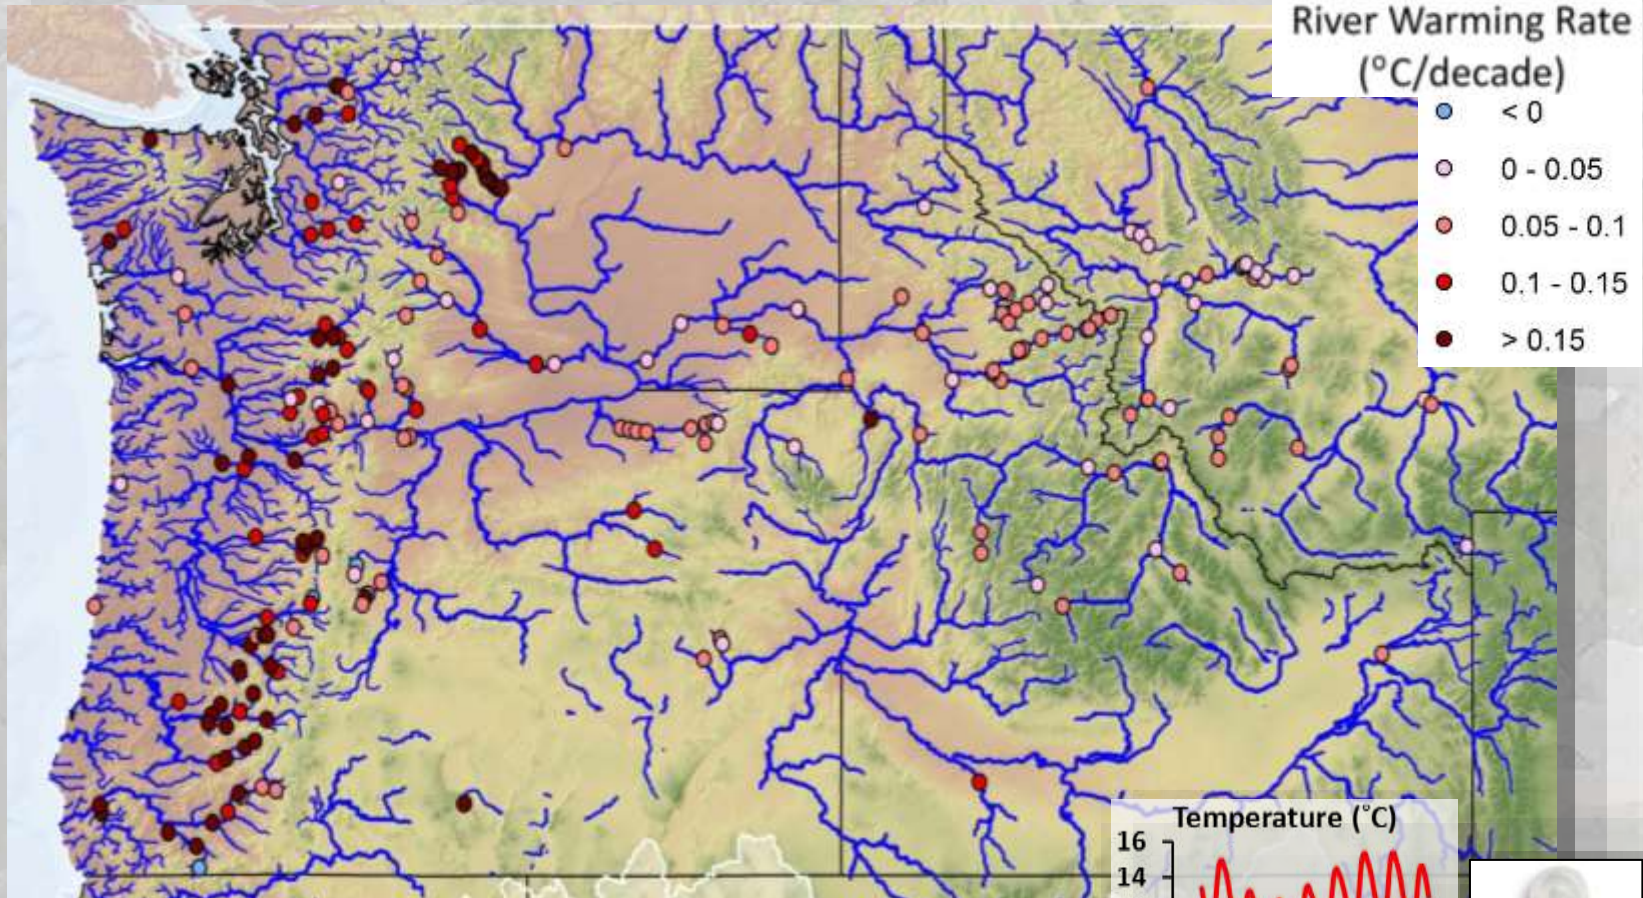 River Warming Rate
(°C/decade)
< 0
0 - 0.05
0.05 - 0.1
0.1 - 0.15
> 0.15
Temperature (°C)
16
14